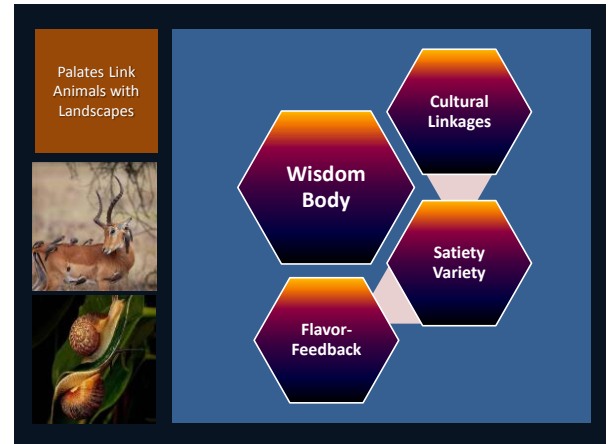 Palates Link
Animals with
Landscapes
Cultural
Linkages
Wisdom
Body
Satiety
Variety
Flavor-
Feedback